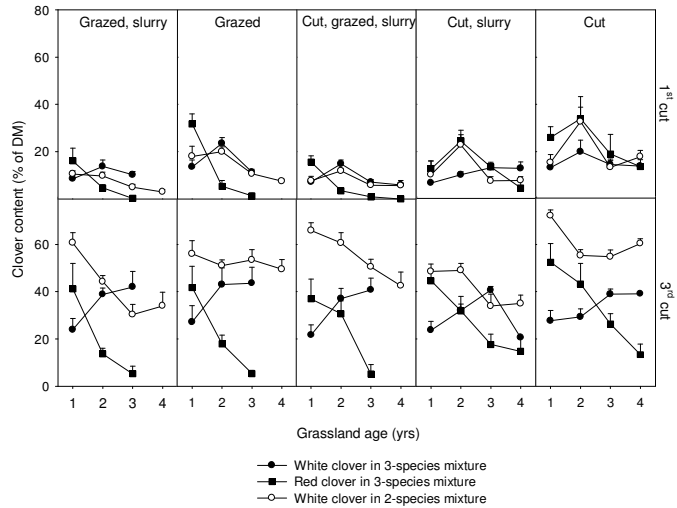 80
60
40
20
60
40
20
0
Clover content (% of DM)
Grazed, slurry
Grazed
Cut, grazed, slurry
Cut, slurry
Cut
1st cut
3rd cut
1 2 3 4 1 2 3 4 1 2 3 4 1 2 3 4 1 2 3 4
Grassland age (yrs)
White clover in 3-species mixture
Red clover in 3-species mixture
White clover in 2-species mixture